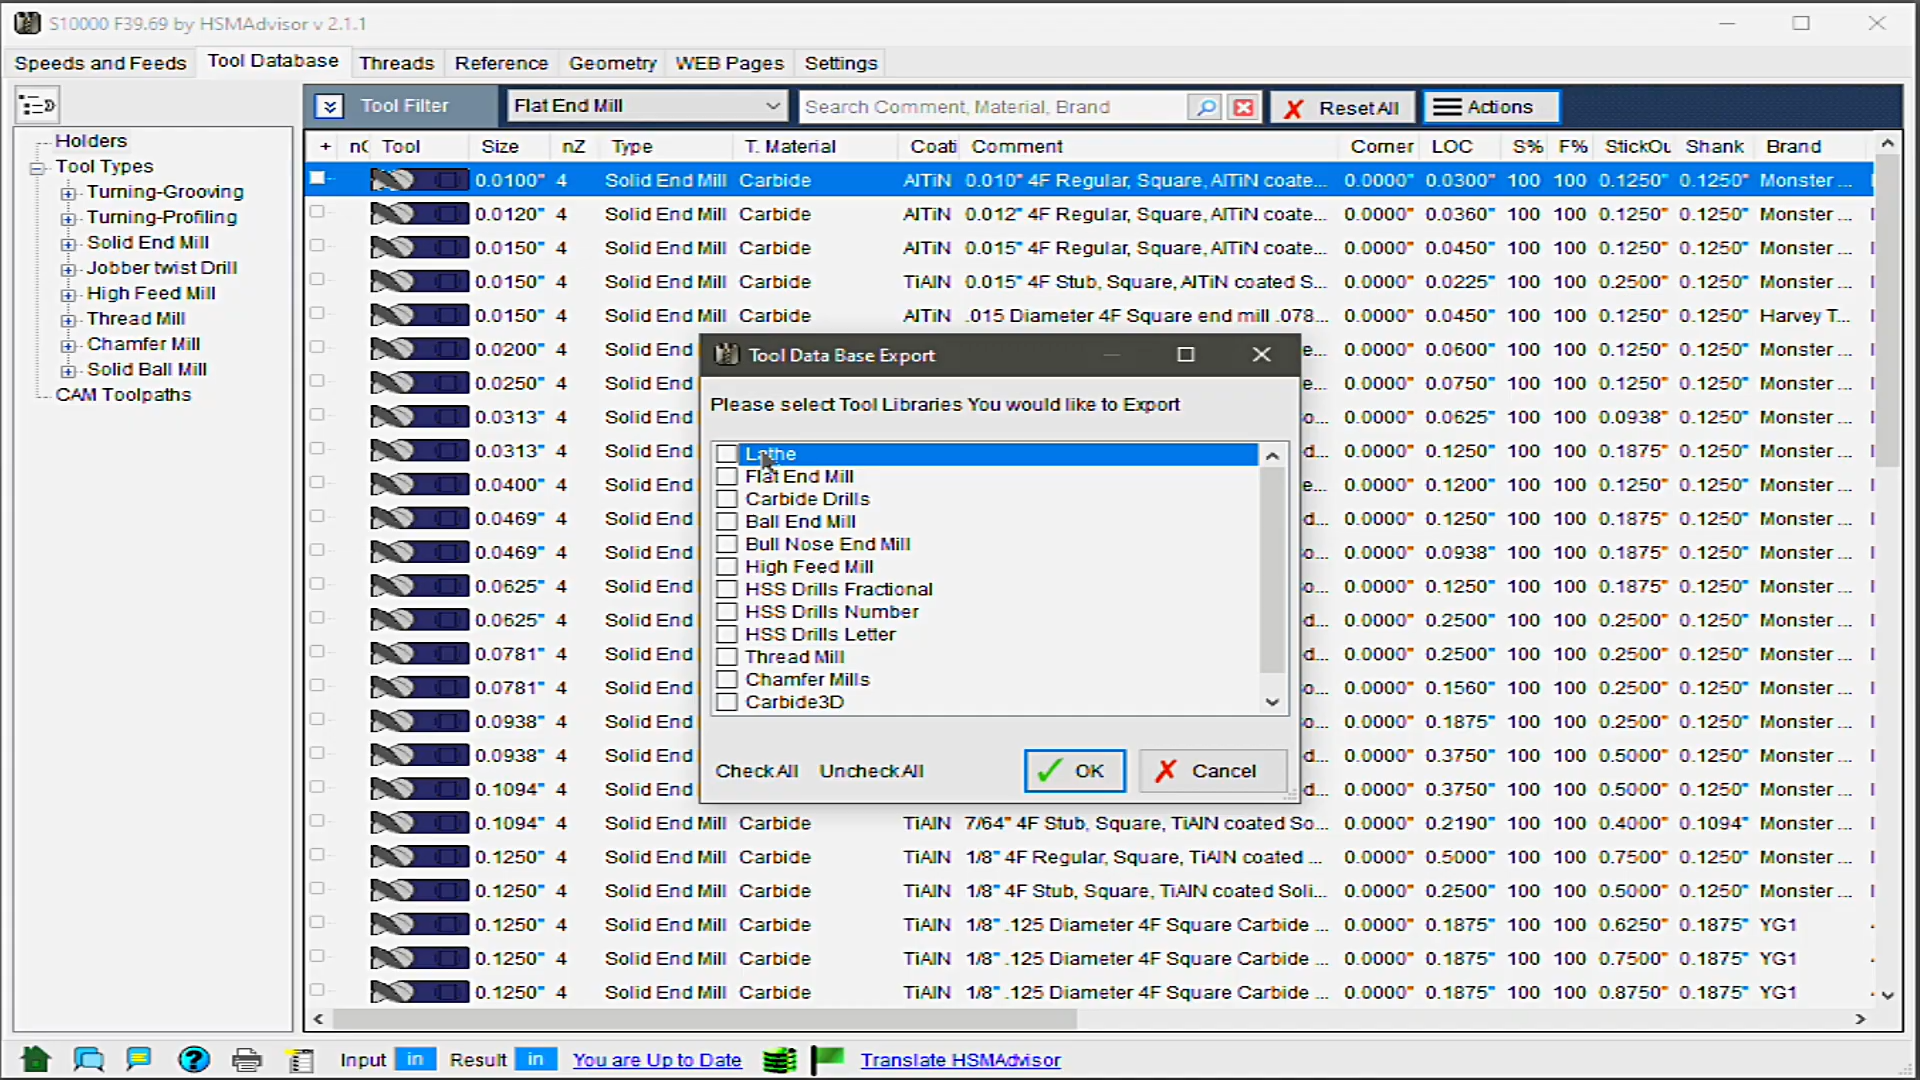 S10000 F39.69 by HSMAdvisor v 2.1.1
Speeds and Feeds Tool Database Threads Reference Geometry WEB Pages Settings
Tool Filter Flat End Mill Search Comment, Material, Brand Reset All Actions
Holders
Tool Types
Turning-Grooving
Turning-Profiling
Solid End Mill
Jobber twist Drill
High Feed Mill
Thread Mill
Chamfer Mill
Solid Ball Mill
CAM Toolpaths
+ Tool Size nZ Type T. Material Coati Comment Corner LOC S% F% Shank Brand
0.0100" 4 Solid End Mill Carbide AlTiN 0.010" 4F Regular, Square, AlTiN coate... 0.0000" 0.0300" 100 100 0.1250" 0.1250" Monster ...
0.0120" 4 Solid End Mill Carbide AlTiN 0.012" 4F Regular, Square, AlTiN coate... 0.0000" 0.0360" 100 100 0.1250" 0.1250" Monster ...
0.0150" 4 Solid End Mill Carbide AlTiN 0.015" 4F Regular, Square, AlTiN coate... 0.0000" 0.0450" 100 100 0.1250" 0.1250" Monster ...
0.0150" 4 Solid End Mill Carbide TiAlN 0.015" 4F Stub, Square, AlTiN coated S... 0.0000" 0.0225" 100 100 0.2500" 0.1250" Monster ...
0.0150" 4 Solid End Mill Carbide AlTiN .015 Diameter 4F Square end mill .078... 0.0000" 0.0450" 100 100 0.1250" 0.1250" Harvey T...
0.0200" 4 Solid End e... 0.0000" 0.0600" 100 100 0.1250" 0.1250" Monster ...
0.0250" 4 Solid End e... 0.0000" 0.0750" 100 100 0.1250" 0.1250" Monster ...
0.0313" 4 Solid End o... 0.0000" 0.0625" 100 100 0.0938" 0.1250" Monster ...
0.0313" 4 Solid End d... 0.0000" 0.1250" 100 100 0.1875" 0.1250" Monster ...
0.0400" 4 Solid End e... 0.0000" 0.1200" 100 100 0.1250" 0.1250" Monster ...
0.0469" 4 Solid End d... 0.0000" 0.1250" 100 100 0.1875" 0.1250" Monster ...
0.0469" 4 Solid End o... 0.0000" 0.0938" 100 100 0.1875" 0.1250" Monster ...
0.0625" 4 Solid End o... 0.0000" 0.1250" 100 100 0.1875" 0.1250" Monster ...
0.0625" 4 Solid End d... 0.0000" 0.1250" 100 100 0.2500" 0.1250" Monster ...
0.0781" 4 Solid End d... 0.0000" 0.2500" 100 100 0.2500" 0.1250" Monster ...
0.0781" 4 Solid End o... 0.0000" 0.1560" 100 100 0.2500" 0.1250" Monster ...
0.0938" 4 Solid End o... 0.0000" 0.1875" 100 100 0.2500" 0.1250" Monster ...
0.0938" 4 Solid End d... 0.0000" 0.3750" 100 100 0.5000" 0.1250" Monster ...
0.1094" 4 Solid End d... 0.0000" 0.3750" 100 100 0.5000" 0.1250" Monster ...
0.1094" 4 Solid End Mill Carbide TiAlN 7/64" 4F Stub, Square, TiAlN coated So... 0.0000" 0.2190" 100 100 0.4000" 0.1094" Monster ...
0.1250" 4 Solid End Mill Carbide TiAlN 1/8" 4F Regular, Square, TiAlN coated ... 0.0000" 0.5000" 100 100 0.7500" 0.1250" Monster ...
0.1250" 4 Solid End Mill Carbide TiAlN 1/8" 4F Stub, Square, TiAlN coated Soli... 0.0000" 0.2500" 100 100 0.5000" 0.1250" Monster ...
0.1250" 4 Solid End Mill Carbide TiAlN 1/8" .125 Diameter 4F Square Carbide ... 0.0000" 0.1875" 100 100 0.6250" 0.1875" YG1
0.1250" 4 Solid End Mill Carbide TiAlN 1/8" .125 Diameter 4F Square Carbide ... 0.0000" 0.1875" 100 100 0.7500" 0.1875" YG1
0.1250" 4 Solid End Mill Carbide TiAlN 1/8" .125 Diameter 4F Square Carbide ... 0.0000" 0.1875" 100 100 0.8750" 0.1875" YG1
Tool Data Base Export
Please select Tool Libraries You would like to Export
Lathe
Flat End Mill
Carbide Drills
Ball End Mill
Bull Nose End Mill
High Feed Mill
HSS Drills Fractional
HSS Drills Number
HSS Drills Letter
Thread Mill
Chamfer Mills
Carbide3D
Check All Uncheck All OK Cancel
Input in Result in You are Up to Date Translate HSMAdvisor